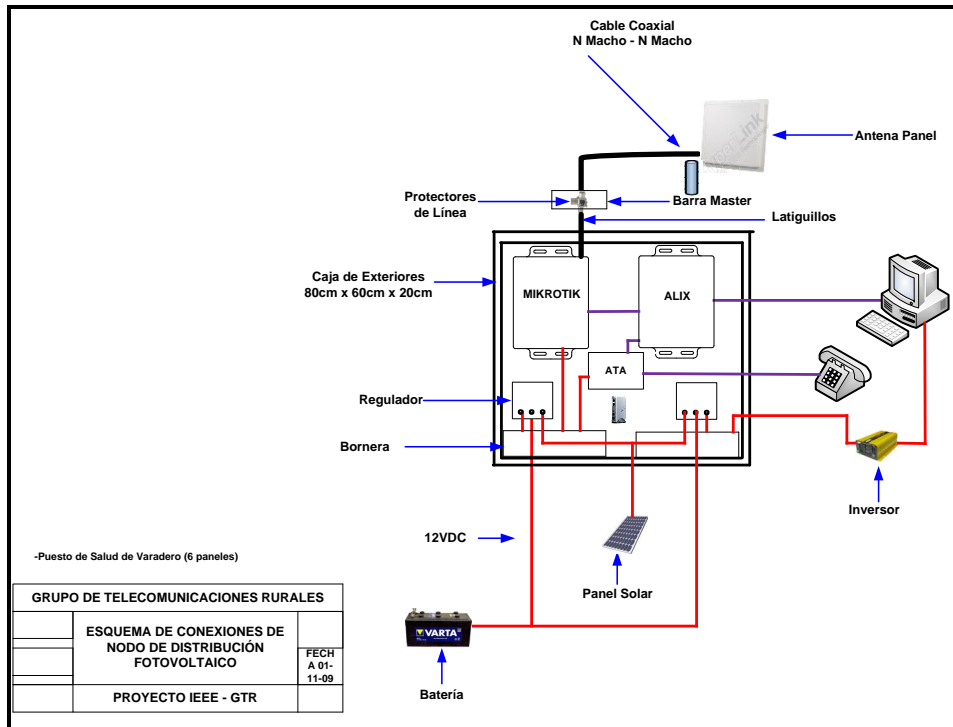 Cable Coaxial
N Macho - N Macho
Antena Panel
Protectores
de Línea
Barra Master
Latiguillos
Caja de Exteriores
80cm x 60cm x 20cm
MIKROTIK
ALIX
ATA
Regulador
Bornera
Inversor
12VDC
Panel Solar
-Puesto de Salud de Varadero (6 paneles)
VARTA
Batería
GRUPO DE TELECOMUNICACIONES RURALES
ESQUEMA DE CONEXIONES DE
NODO DE DISTRIBUCIÓN
FOTOVOLTAICO
FECH
A 01-
11-09
PROYECTO IEEE - GTR